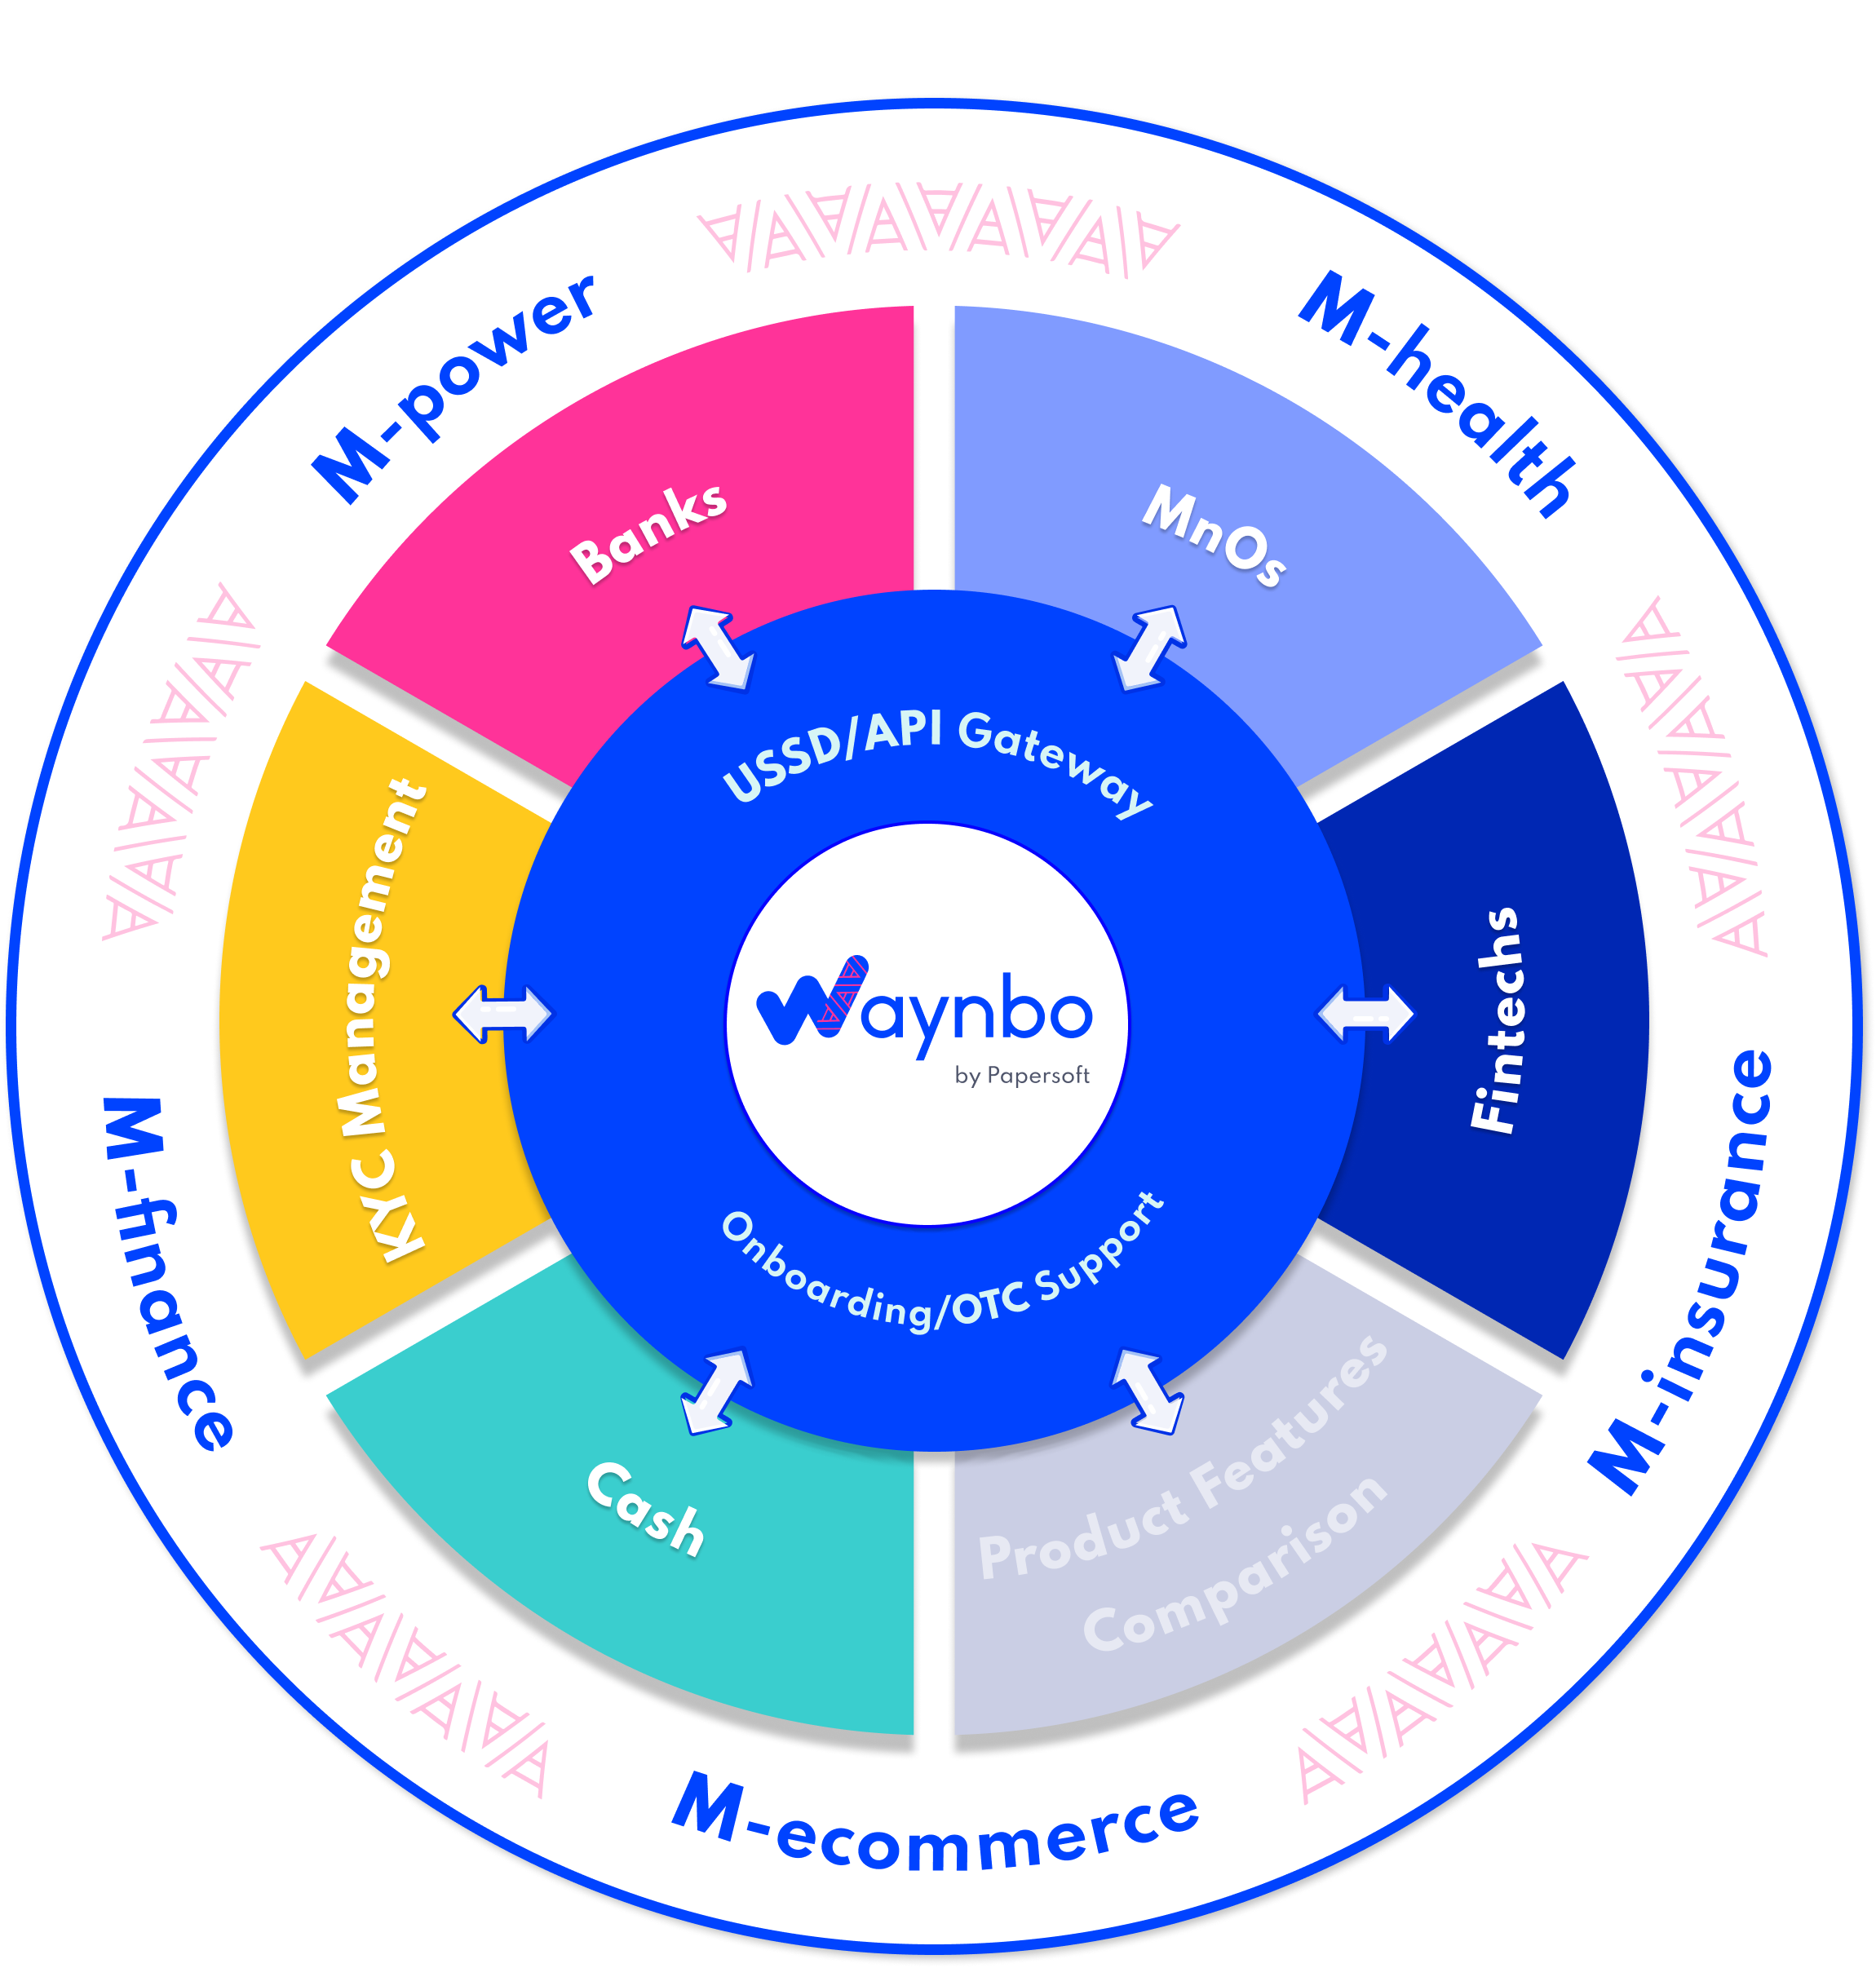 M-power
M-health
Banks
MnOs
USSD/API Gateway
KYC Management
Waynbo
by Papersoft
Fintechs
Onboarding/OTC Support
M-finance
M-insurance
Cash
Product Features
Comparison
M-ecommerce